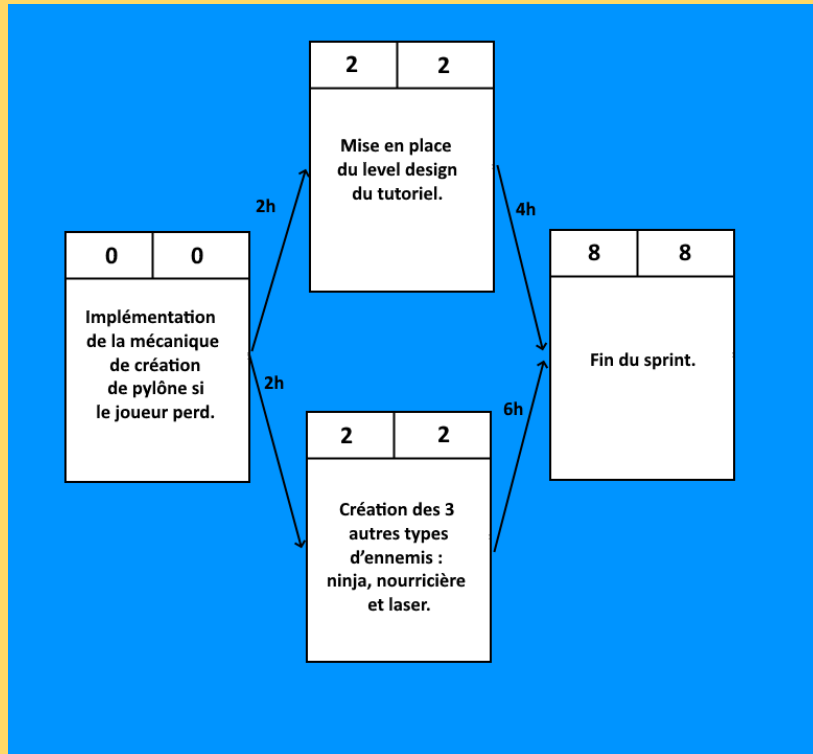 2 2
Mise en place
du level design
du tutoriel.
2h
4h
0 0
Implémentation
de la mécanique
de création
de pylône si
le joueur perd.
8 8
Fin du sprint.
2h
6h
2 2
Création des 3
autres types
d'ennemis :
ninja, nourricière
et laser.